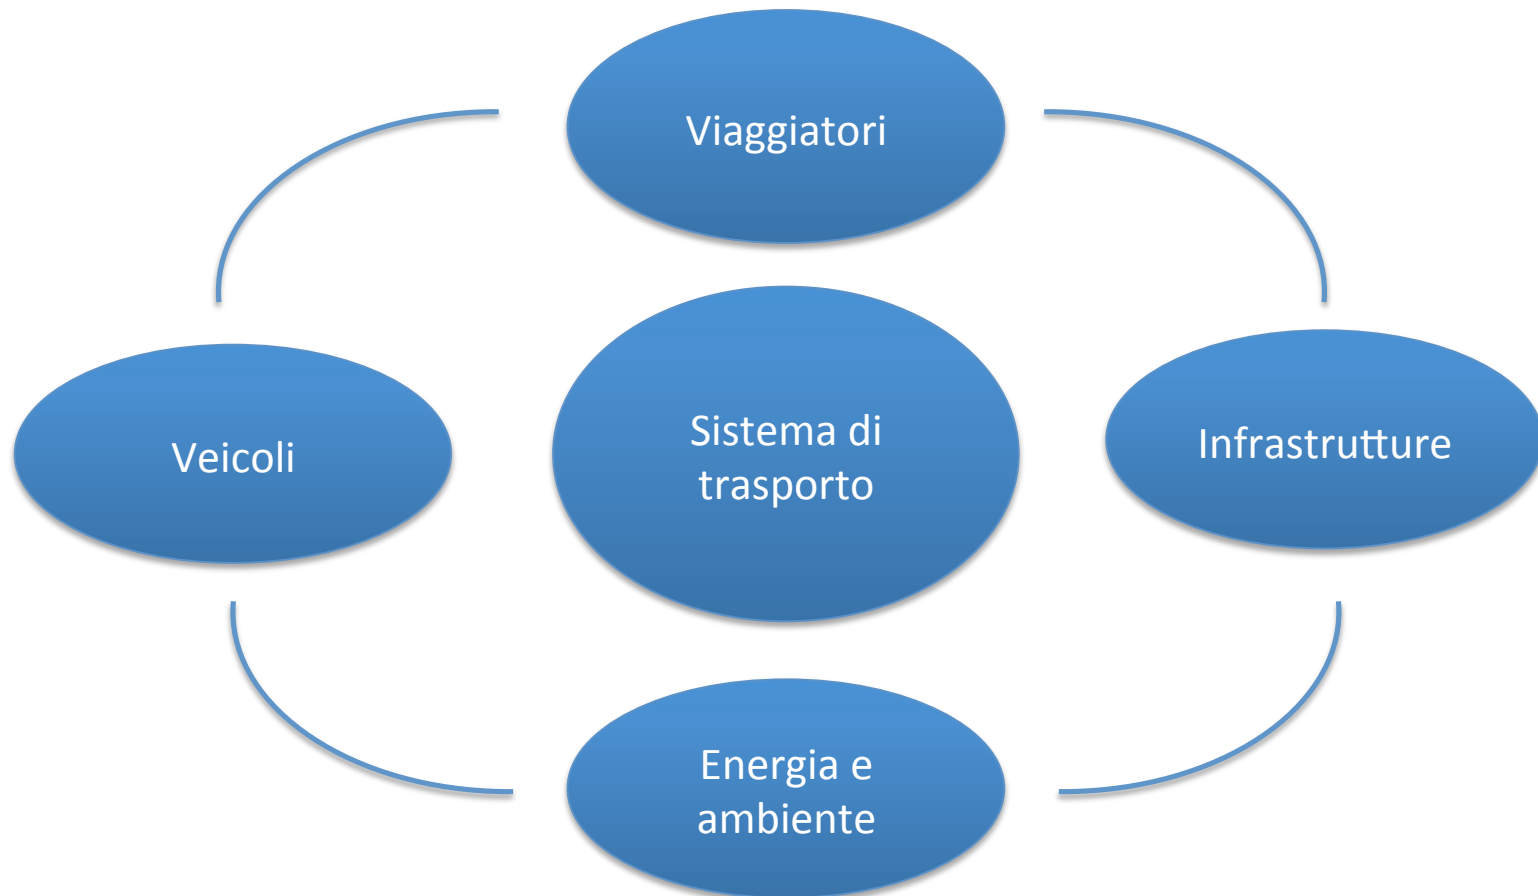 Viaggiatori
Veicoli
Sistema di
trasporto
Infrastrutture
Energia e
ambiente